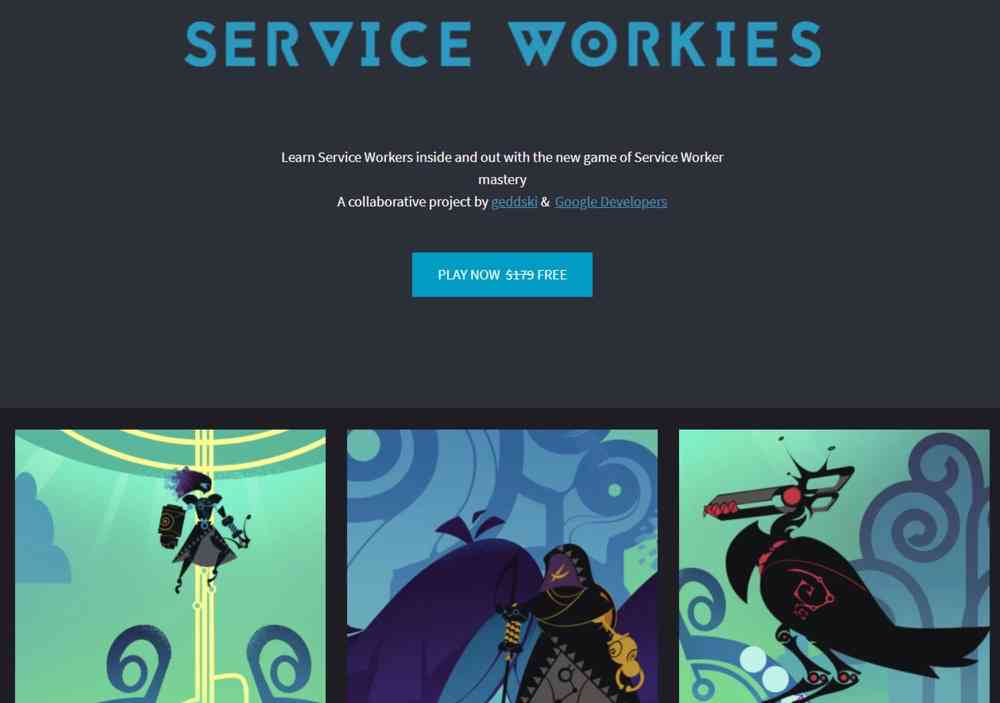 SERVICE WORKIES
Learn Service Workers inside and out with the new game of Service Worker
mastery
A collaborative project by geddski & Google Developers
PLAY NOW $179 FREE